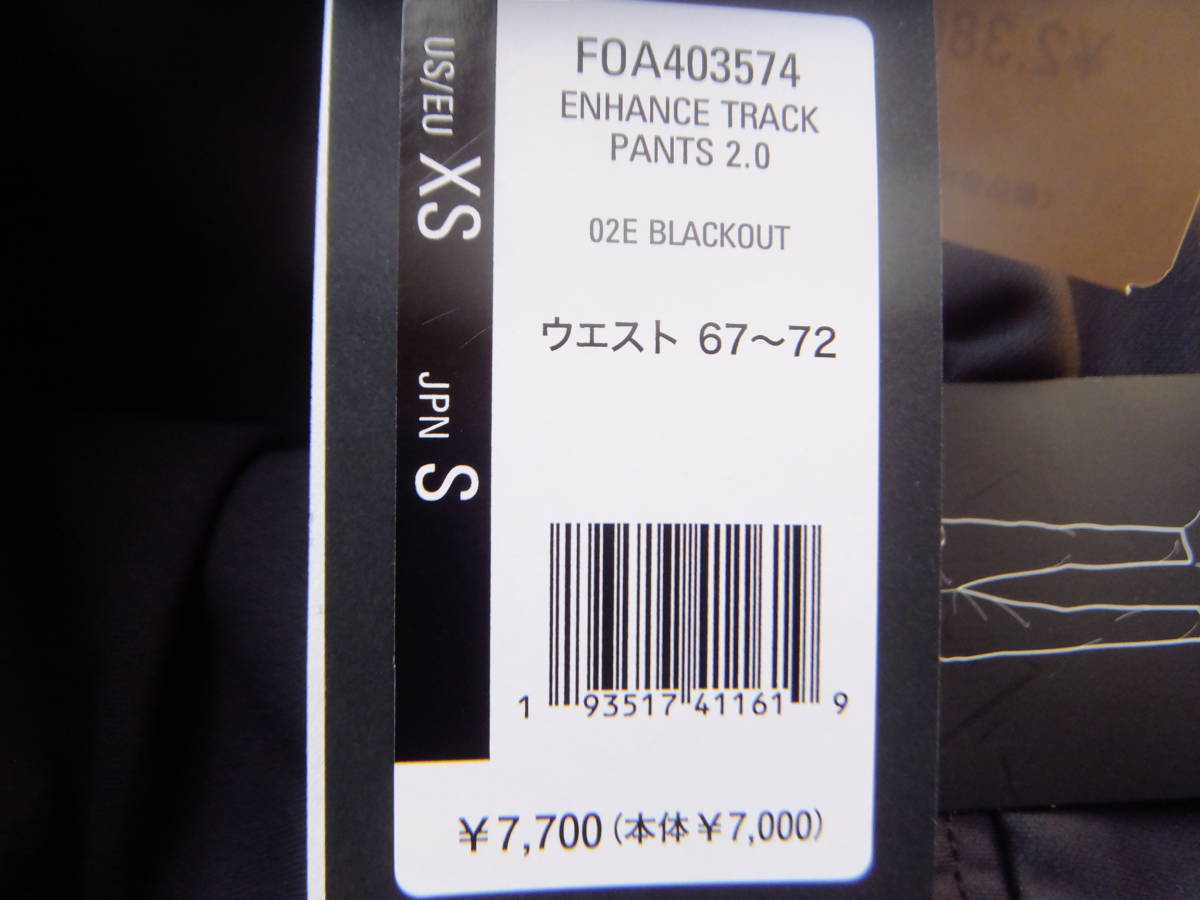 US/EU XS
JPN S
FOA403574
ENHANCE TRACK
PANTS 2.0
02E BLACKOUT
ウエスト 67～72
1 93517 41161 9
¥7,700(本体¥7,000)